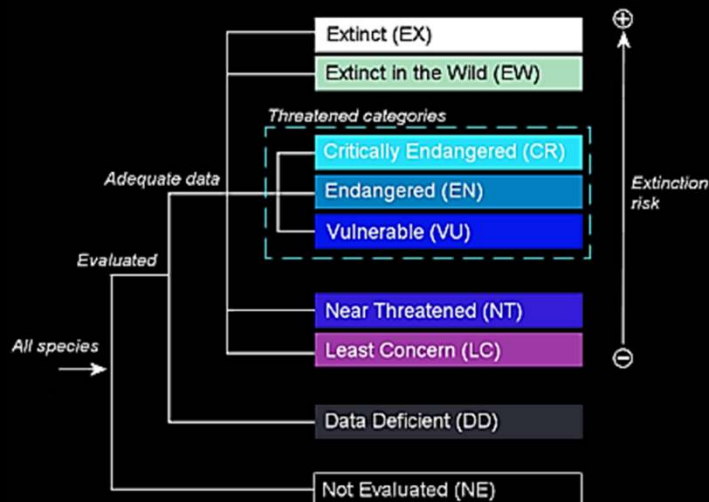 Extinct (EX)
Extinct in the Wild (EW)
Threatened categories
Critically Endangered (CR)
Adequate data
Endangered (EN)
Extinction
risk
Vulnerable (VU)
Evaluated
Near Threatened (NT)
All species
Least Concern (LC)
Data Deficient (DD)
Not Evaluated (NE)